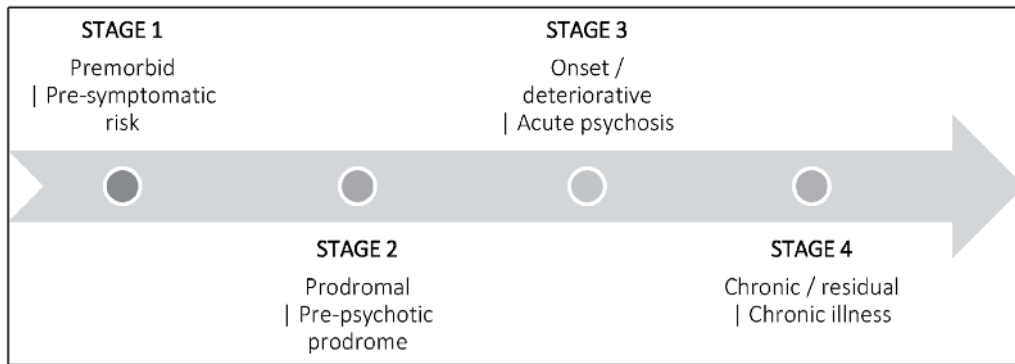 STAGE 1
Premorbid
| Pre-symptomatic
risk
STAGE 2
Prodromal
| Pre-psychotic
prodrome
STAGE 3
Onset /
deteriorative
| Acute psychosis
STAGE 4
Chronic / residual
| Chronic illness